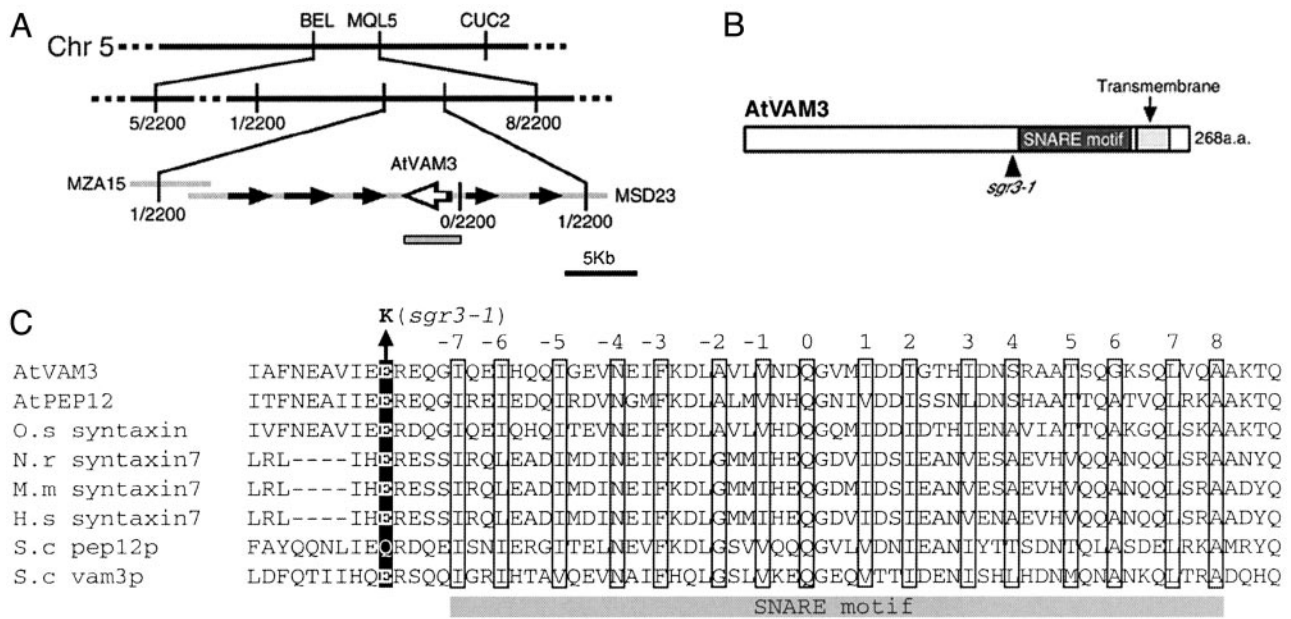 A
BEL MQL5 CUC2
Chr 5
5/2200 1/2200 8/2200
AtVAM3
MZA15 MSD23
1/2200 0/2200 1/2200
5Kb
B
Transmembrane
AtVAM3
SNARE motif 268a.a.
sgr3-1
C
K (sgr3-1)
-7 -6 -5 -4 -3 -2 -1 0 1 2 3 4 5 6 7 8
AtVAM3 IAFNEAVIEEREQGIQEIHQQIGEVNEIFKDLAVLVNDQGVMIDDIGTHIDNSRAATSQGKSQLVQAAKTQ
AtPEP12 ITFNEAIIEEREQGIREIEDQIRDVNGMFKDLALMVNHQGNIVDDISSNLDNSHAATTQATVQLRKAAKTQ
O.s syntaxin IVFNEAVIEERDQGIQEIQHQITEVNEIFKDLAVLVHDQGQMIDDIDTHIENAVIATTQAKGQLSKAAKTQ
N.r syntaxin7 LRL----IHERESSIRQLEADIMDINEIFKDLGMMIHEQGDVIDSIEANVESAEVHVQQANQQLSRAANYQ
M.m syntaxin7 LRL----IHERESSIRQLEADIMDINEIFKDLGMMIHEQGDMIDSIEANVESAEVHVQQANQQLSRAADYQ
H.s syntaxin7 LRL----IHERESSIRQLEADIMDINEIFKDLGMMIHEQGDVIDSIEANVENAEVHVQQANQQLSRAADYQ
S.c pep12p FAYQQNLIEQRDQEISNIERGITELNEVFKDLGSVVQQQGVLVDNIEANIYTTSDNTQLASDELRKAMRYQ
S.c vam3p LDFQTIIHQERSQQIGRIHTAVQEVNAIFHQLGSLVKEQGEQVTTIDENISHLHDNMQNANKQLTRADQHQ
SNARE motif